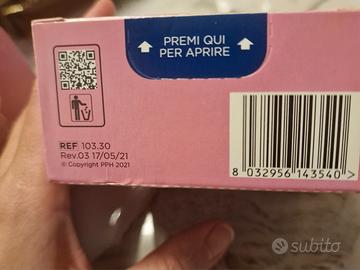 PREMI QUI
PER APRIRE
REF 103.30
Rev.03 17/05/21
© Copyright PPH 2021
8 032956 143540 >
subito